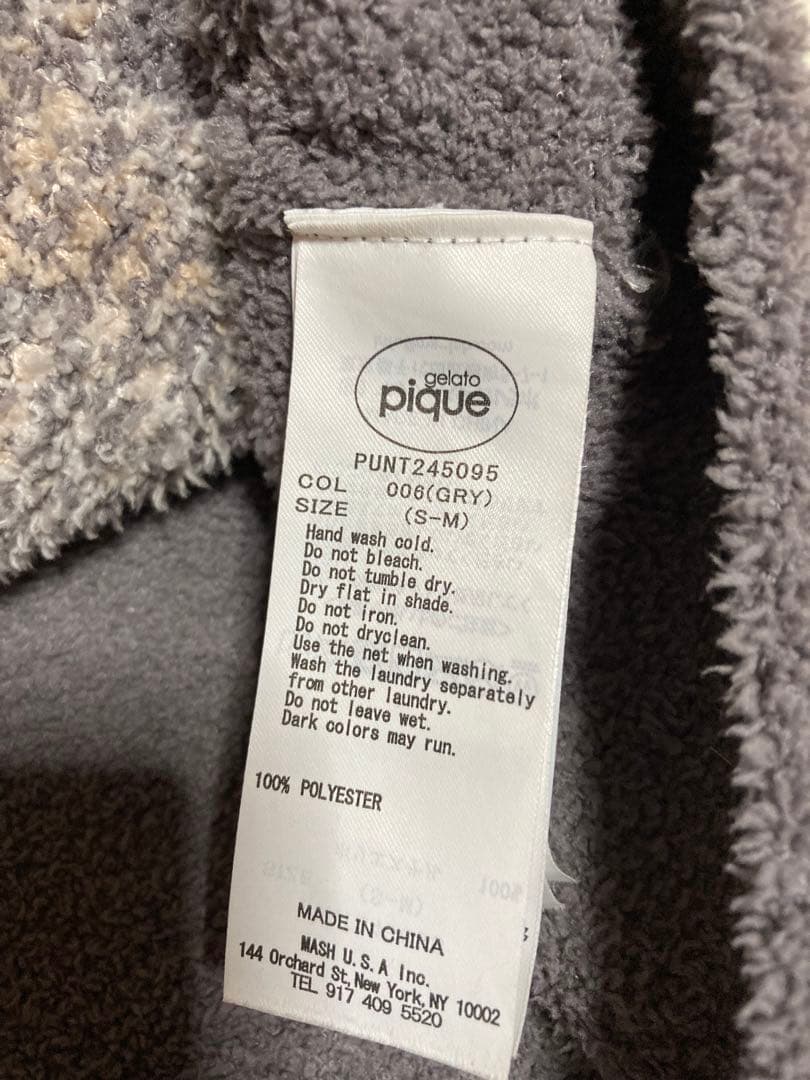 gelato
pique
PUNT245095
COL 006(GRY)
SIZE (S-M)
Hand wash cold.
Do not bleach.
Do not tumble dry.
Dry flat in shade.
Do not iron.
Do not dryclean.
Use the net when washing.
Wash the laundry separately
from other laundry.
Do not leave wet.
Dark colors may run.
100% POLYESTER
MADE IN CHINA
MASH U.S.A Inc.
144 Orchard St, New York, NY 10002
TEL 917 409 5520